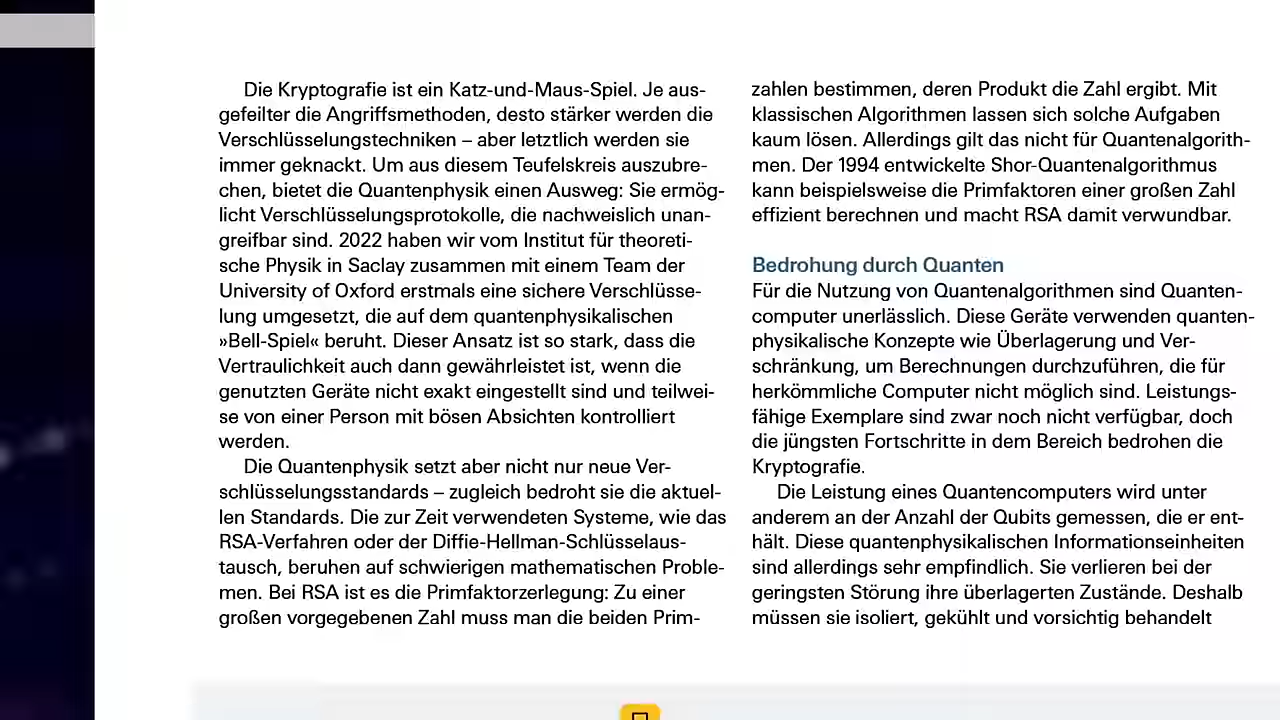 Die Kryptografie ist ein Katz-und-Maus-Spiel. Je aus-
gefeilter die Angriffsmethoden, desto stärker werden die
Verschlüsselungstechniken – aber letztlich werden sie
immer geknackt. Um aus diesem Teufelskreis auszubre-
chen, bietet die Quantenphysik einen Ausweg: Sie ermög-
licht Verschlüsselungsprotokolle, die nachweislich unan-
greifbar sind. 2022 haben wir vom Institut für theoreti-
sche Physik in Saclay zusammen mit einem Team der
University of Oxford erstmals eine sichere Verschlüsse-
lung umgesetzt, die auf dem quantenphysikalischen
»Bell-Spiel« beruht. Dieser Ansatz ist so stark, dass die
Vertraulichkeit auch dann gewährleistet ist, wenn die
genutzten Geräte nicht exakt eingestellt sind und teilwei-
se von einer Person mit bösen Absichten kontrolliert
werden.
Die Quantenphysik setzt aber nicht nur neue Ver-
schlüsselungsstandards – zugleich bedroht sie die aktuel-
len Standards. Die zur Zeit verwendeten Systeme, wie das
RSA-Verfahren oder der Diffie-Hellman-Schlüsselaus-
tausch, beruhen auf schwierigen mathematischen Proble-
men. Bei RSA ist es die Primfaktorzerlegung: Zu einer
großen vorgegebenen Zahl muss man die beiden Prim-
zahlen bestimmen, deren Produkt die Zahl ergibt. Mit
klassischen Algorithmen lassen sich solche Aufgaben
kaum lösen. Allerdings gilt das nicht für Quantenalgorith-
men. Der 1994 entwickelte Shor-Quantenalgorithmus
kann beispielsweise die Primfaktoren einer großen Zahl
effizient berechnen und macht RSA damit verwundbar.
Bedrohung durch Quanten
Für die Nutzung von Quantenalgorithmen sind Quanten-
computer unerlässlich. Diese Geräte verwenden quanten-
physikalische Konzepte wie Überlagerung und Ver-
schränkung, um Berechnungen durchzuführen, die für
herkömmliche Computer nicht möglich sind. Leistungs-
fähige Exemplare sind zwar noch nicht verfügbar, doch
die jüngsten Fortschritte in dem Bereich bedrohen die
Kryptografie.
Die Leistung eines Quantencomputers wird unter
anderem an der Anzahl der Qubits gemessen, die er ent-
hält. Diese quantenphysikalischen Informationseinheiten
sind allerdings sehr empfindlich. Sie verlieren bei der
geringsten Störung ihre überlagerten Zustände. Deshalb
müssen sie isoliert, gekühlt und vorsichtig behandelt